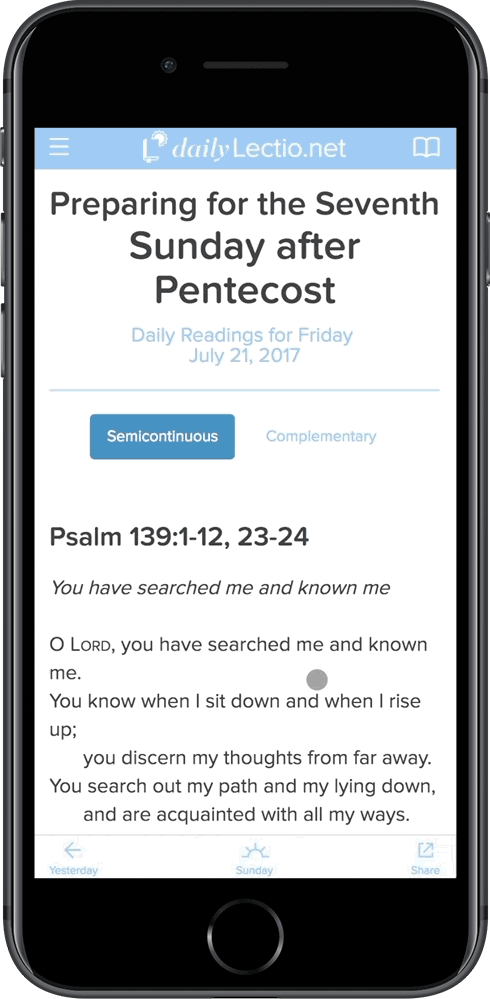 daily Lectio.net
Preparing for the Seventh
Sunday after
Pentecost
Daily Readings for Friday
July 21, 2017
Semicontinuous
Complementary
Psalm 139:1-12, 23-24
You have searched me and known me
O LORD, you have searched me and known
me.
You know when I sit down and when I rise
up;
you discern my thoughts from far away.
You search out my path and my lying down,
and are acquainted with all my ways.
Yesterday
Sunday
Share